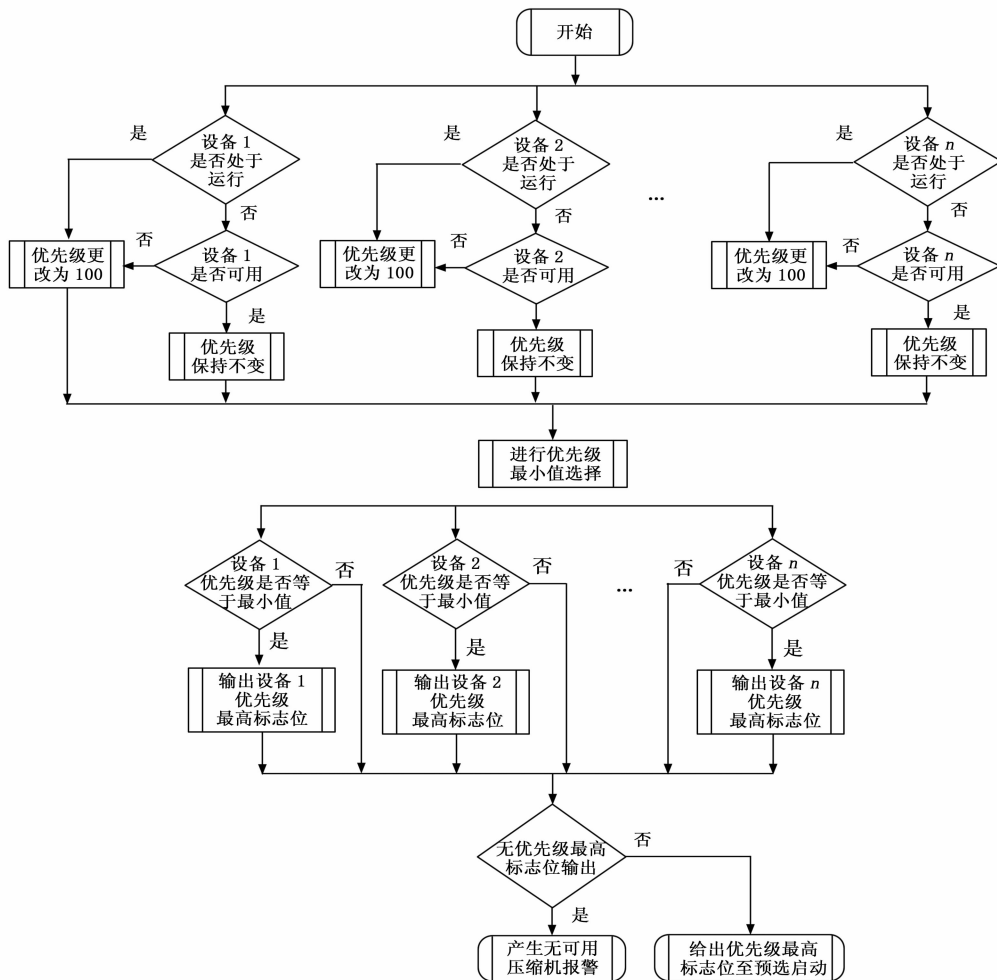 开始
是
设备 1
是否处于
运行
否
优先级更
改为 100
否
设备 1
是否可用
是
优先级
保持不变
是
设备 2
是否处于
运行
否
优先级更
改为 100
否
设备 2
是否可用
是
优先级
保持不变
...
是
设备 n
是否处于
运行
否
优先级更
改为 100
否
设备 n
是否可用
是
优先级
保持不变
进行优先级
最小值选择
设备 1
优先级是否等
于最小值
否
是
输出设备 1
优先级
最高标志位
设备 2
优先级是否等
于最小值
否
是
输出设备 2
优先级
最高标志位
...
否
设备 n
优先级是否等
于最小值
是
输出设备 n
优先级
最高标志位
无优先级最高
标志位输出
否
是
产生无可用
压缩机报警
给出优先级最高
标志位至预选启动